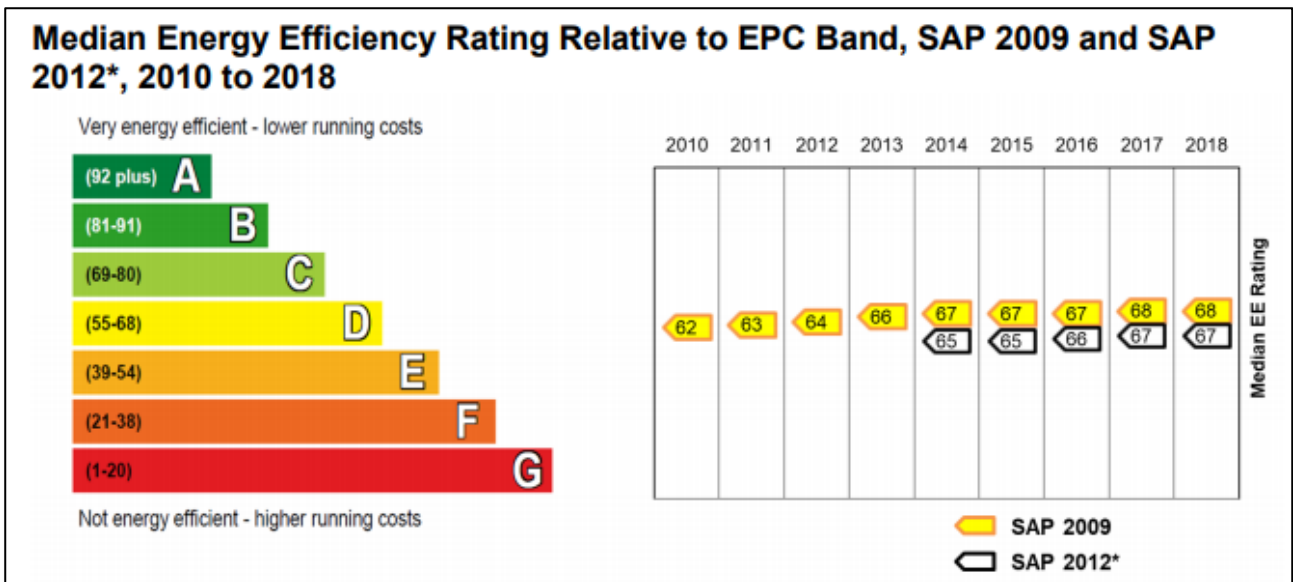 Median Energy Efficiency Rating Relative to EPC Band, SAP 2009 and SAP
2012*, 2010 to 2018
Very energy efficient - lower running costs
(92 plus) A
(81-91) B
(69-80) C
(55-68) D
(39-54) E
(21-38) F
(1-20) G
Not energy efficient - higher running costs
2010 2011 2012 2013 2014 2015 2016 2017 2018
62 63 64 66 67 67 67 68 68
65 65 66 67 67
Median EE Rating
SAP 2009
SAP 2012*